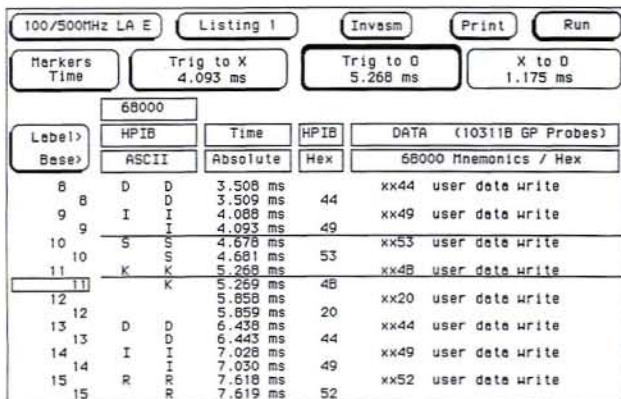 100/500MHz LA E Listing 1 Invasm Print Run
Markers Time Trig to X 4.093 ms Trig to O 5.268 ms X to O 1.175 ms
68000
Label> HPIB Time HPIB DATA (10311B GP Probes)
Base> ASCII Absolute Hex 68000 Mnemonics / Hex
8 D D 3.508 ms xx44 user data write
8 D 3.509 ms 44
9 I I 4.088 ms xx49 user data write
9 I 4.093 ms 49
10 S S 4.678 ms xx53 user data write
10 S 4.681 ms 53
11 K K 5.268 ms xx4B user data write
11 K 5.269 ms 4B
12 5.858 ms xx20 user data write
12 5.859 ms 20
13 D D 6.438 ms xx44 user data write
13 D 6.443 ms 44
14 I I 7.028 ms xx49 user data write
14 I 7.030 ms 49
15 R R 7.618 ms xx52 user data write
15 R 7.619 ms 52